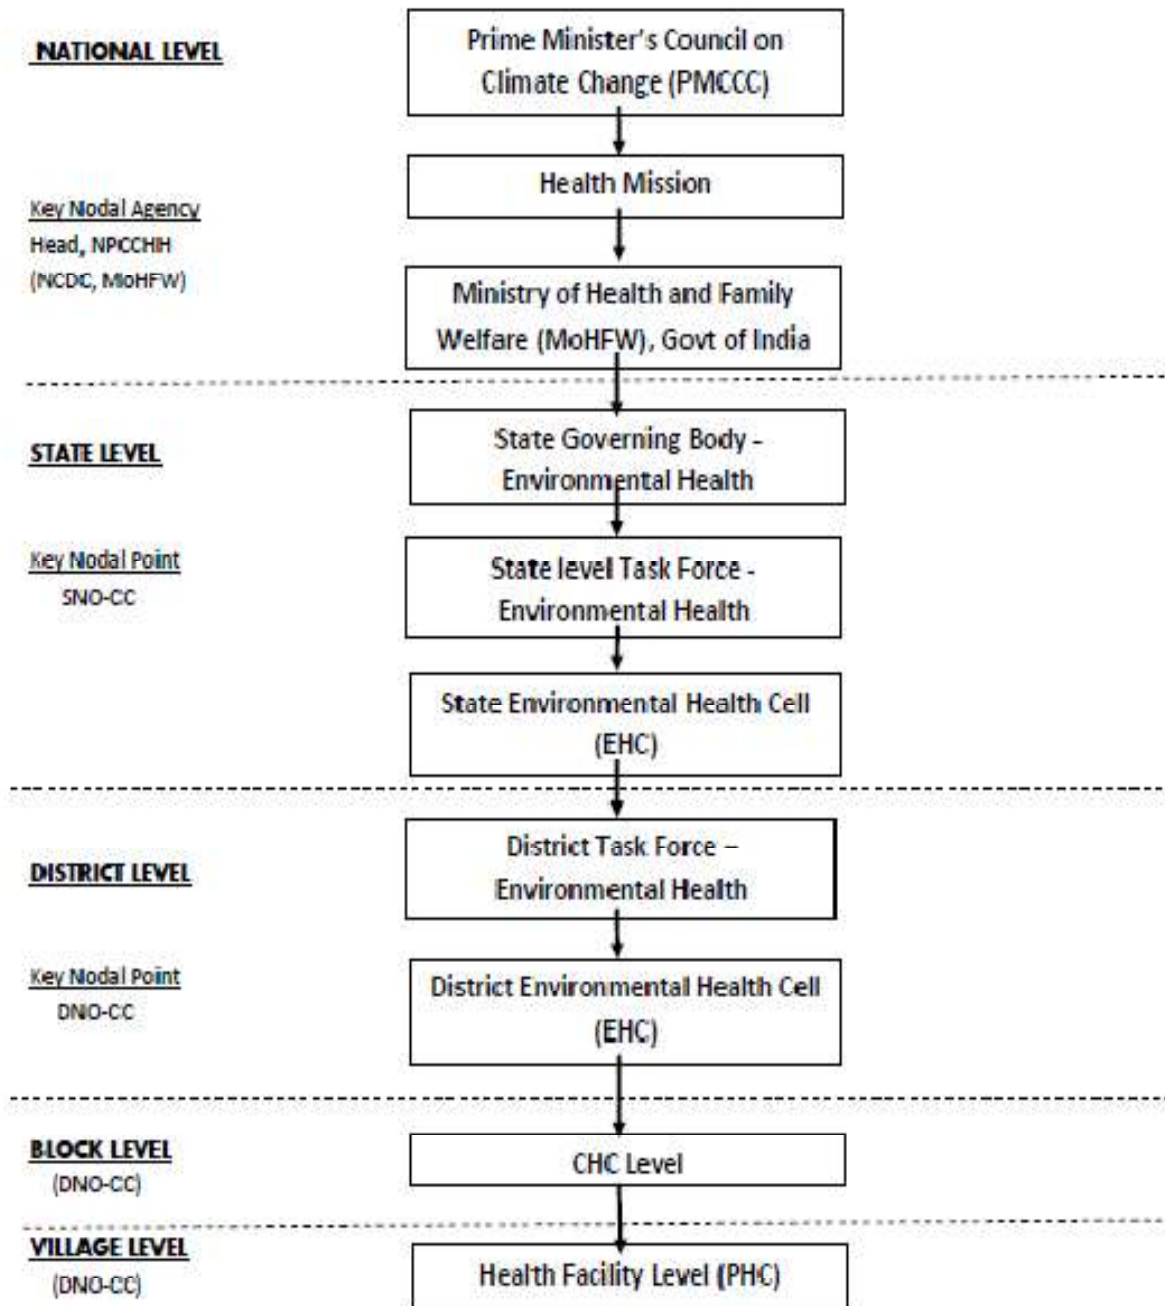 NATIONAL LEVEL
Prime Minister's Council on
Climate Change (PMCCC)
Health Mission
Key Nodal Agency
Head, NPCCHH
(NCDC, MoHFW)
Ministry of Health and Family
Welfare (MoHFW), Govt of India
STATE LEVEL
State Governing Body -
Environmental Health
Key Nodal Point
SNO-CC
State level Task Force -
Environmental Health
State Environmental Health Cell
(EHC)
DISTRICT LEVEL
District Task Force –
Environmental Health
Key Nodal Point
DNO-CC
District Environmental Health Cell
(EHC)
BLOCK LEVEL
(DNO-CC)
CHC Level
VILLAGE LEVEL
(DNO-CC)
Health Facility Level (PHC)